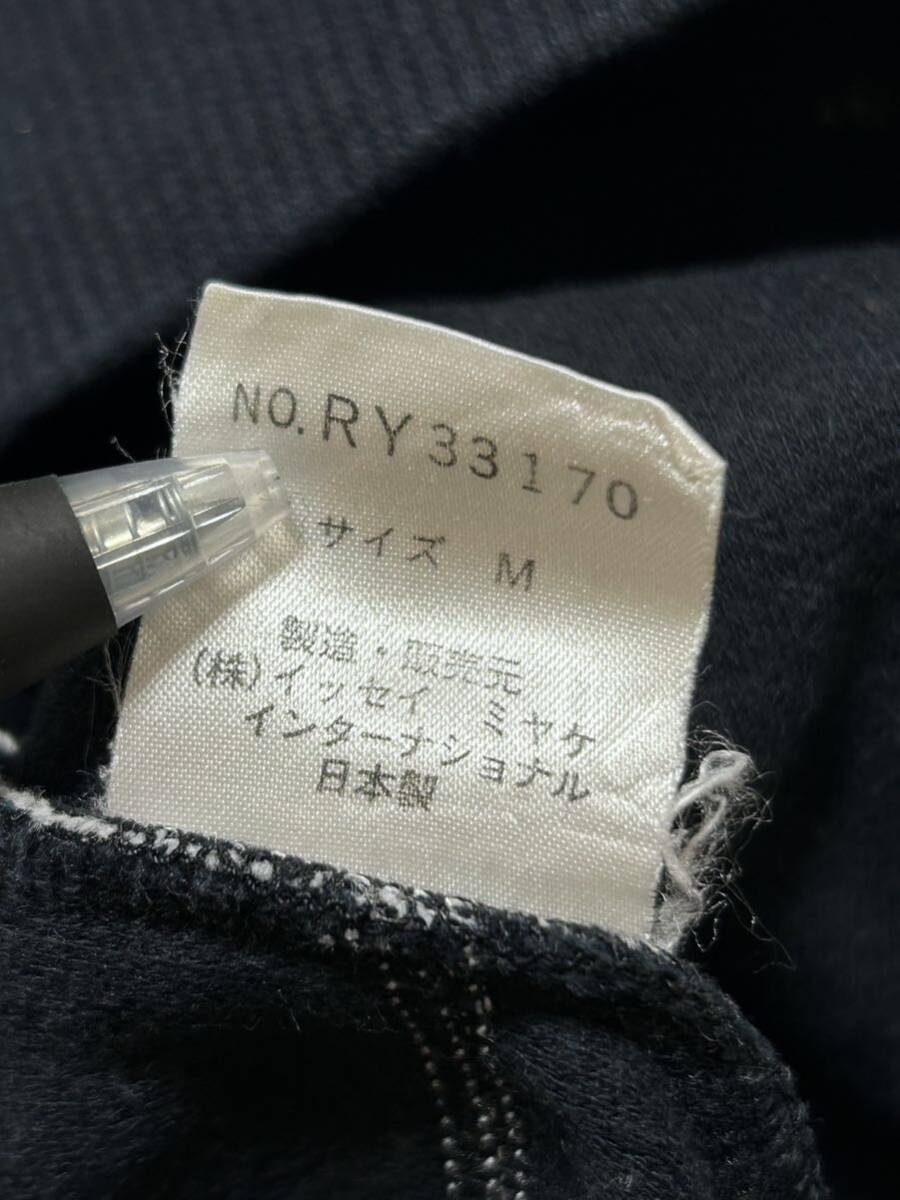 NO.RY33170
サイズ M
製造・販売元
(株)イッセイ ミヤケ
インターナショナル
日本製